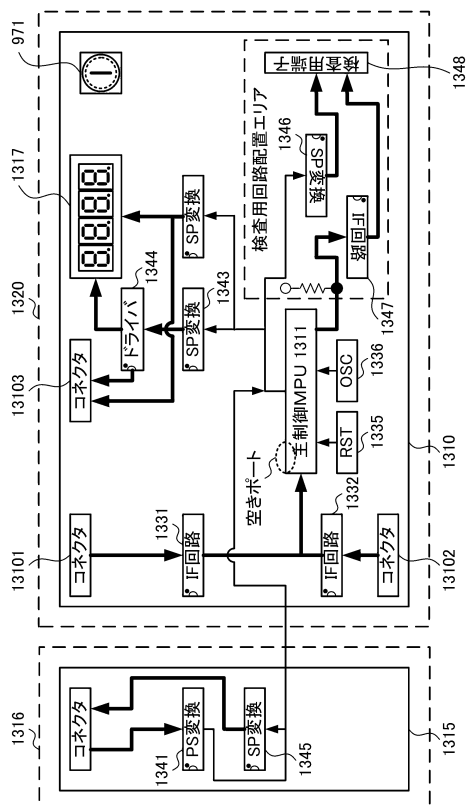 1320
971
1317
8.8.8.8.
1344
ドライバ
13103
コネクタ
SP変換
SP変換
1343
検査用回路配置エリア
検査用端子
1348
1346
SP変換
IF回路
1347
主制御MPU 1311
空きポート
OSC
1336
RST
1335
1310
13101
コネクタ
1331
IF回路
1332
IF回路
コネクタ
13102
1316
コネクタ
1341
PS変換
SP変換
1345
1315